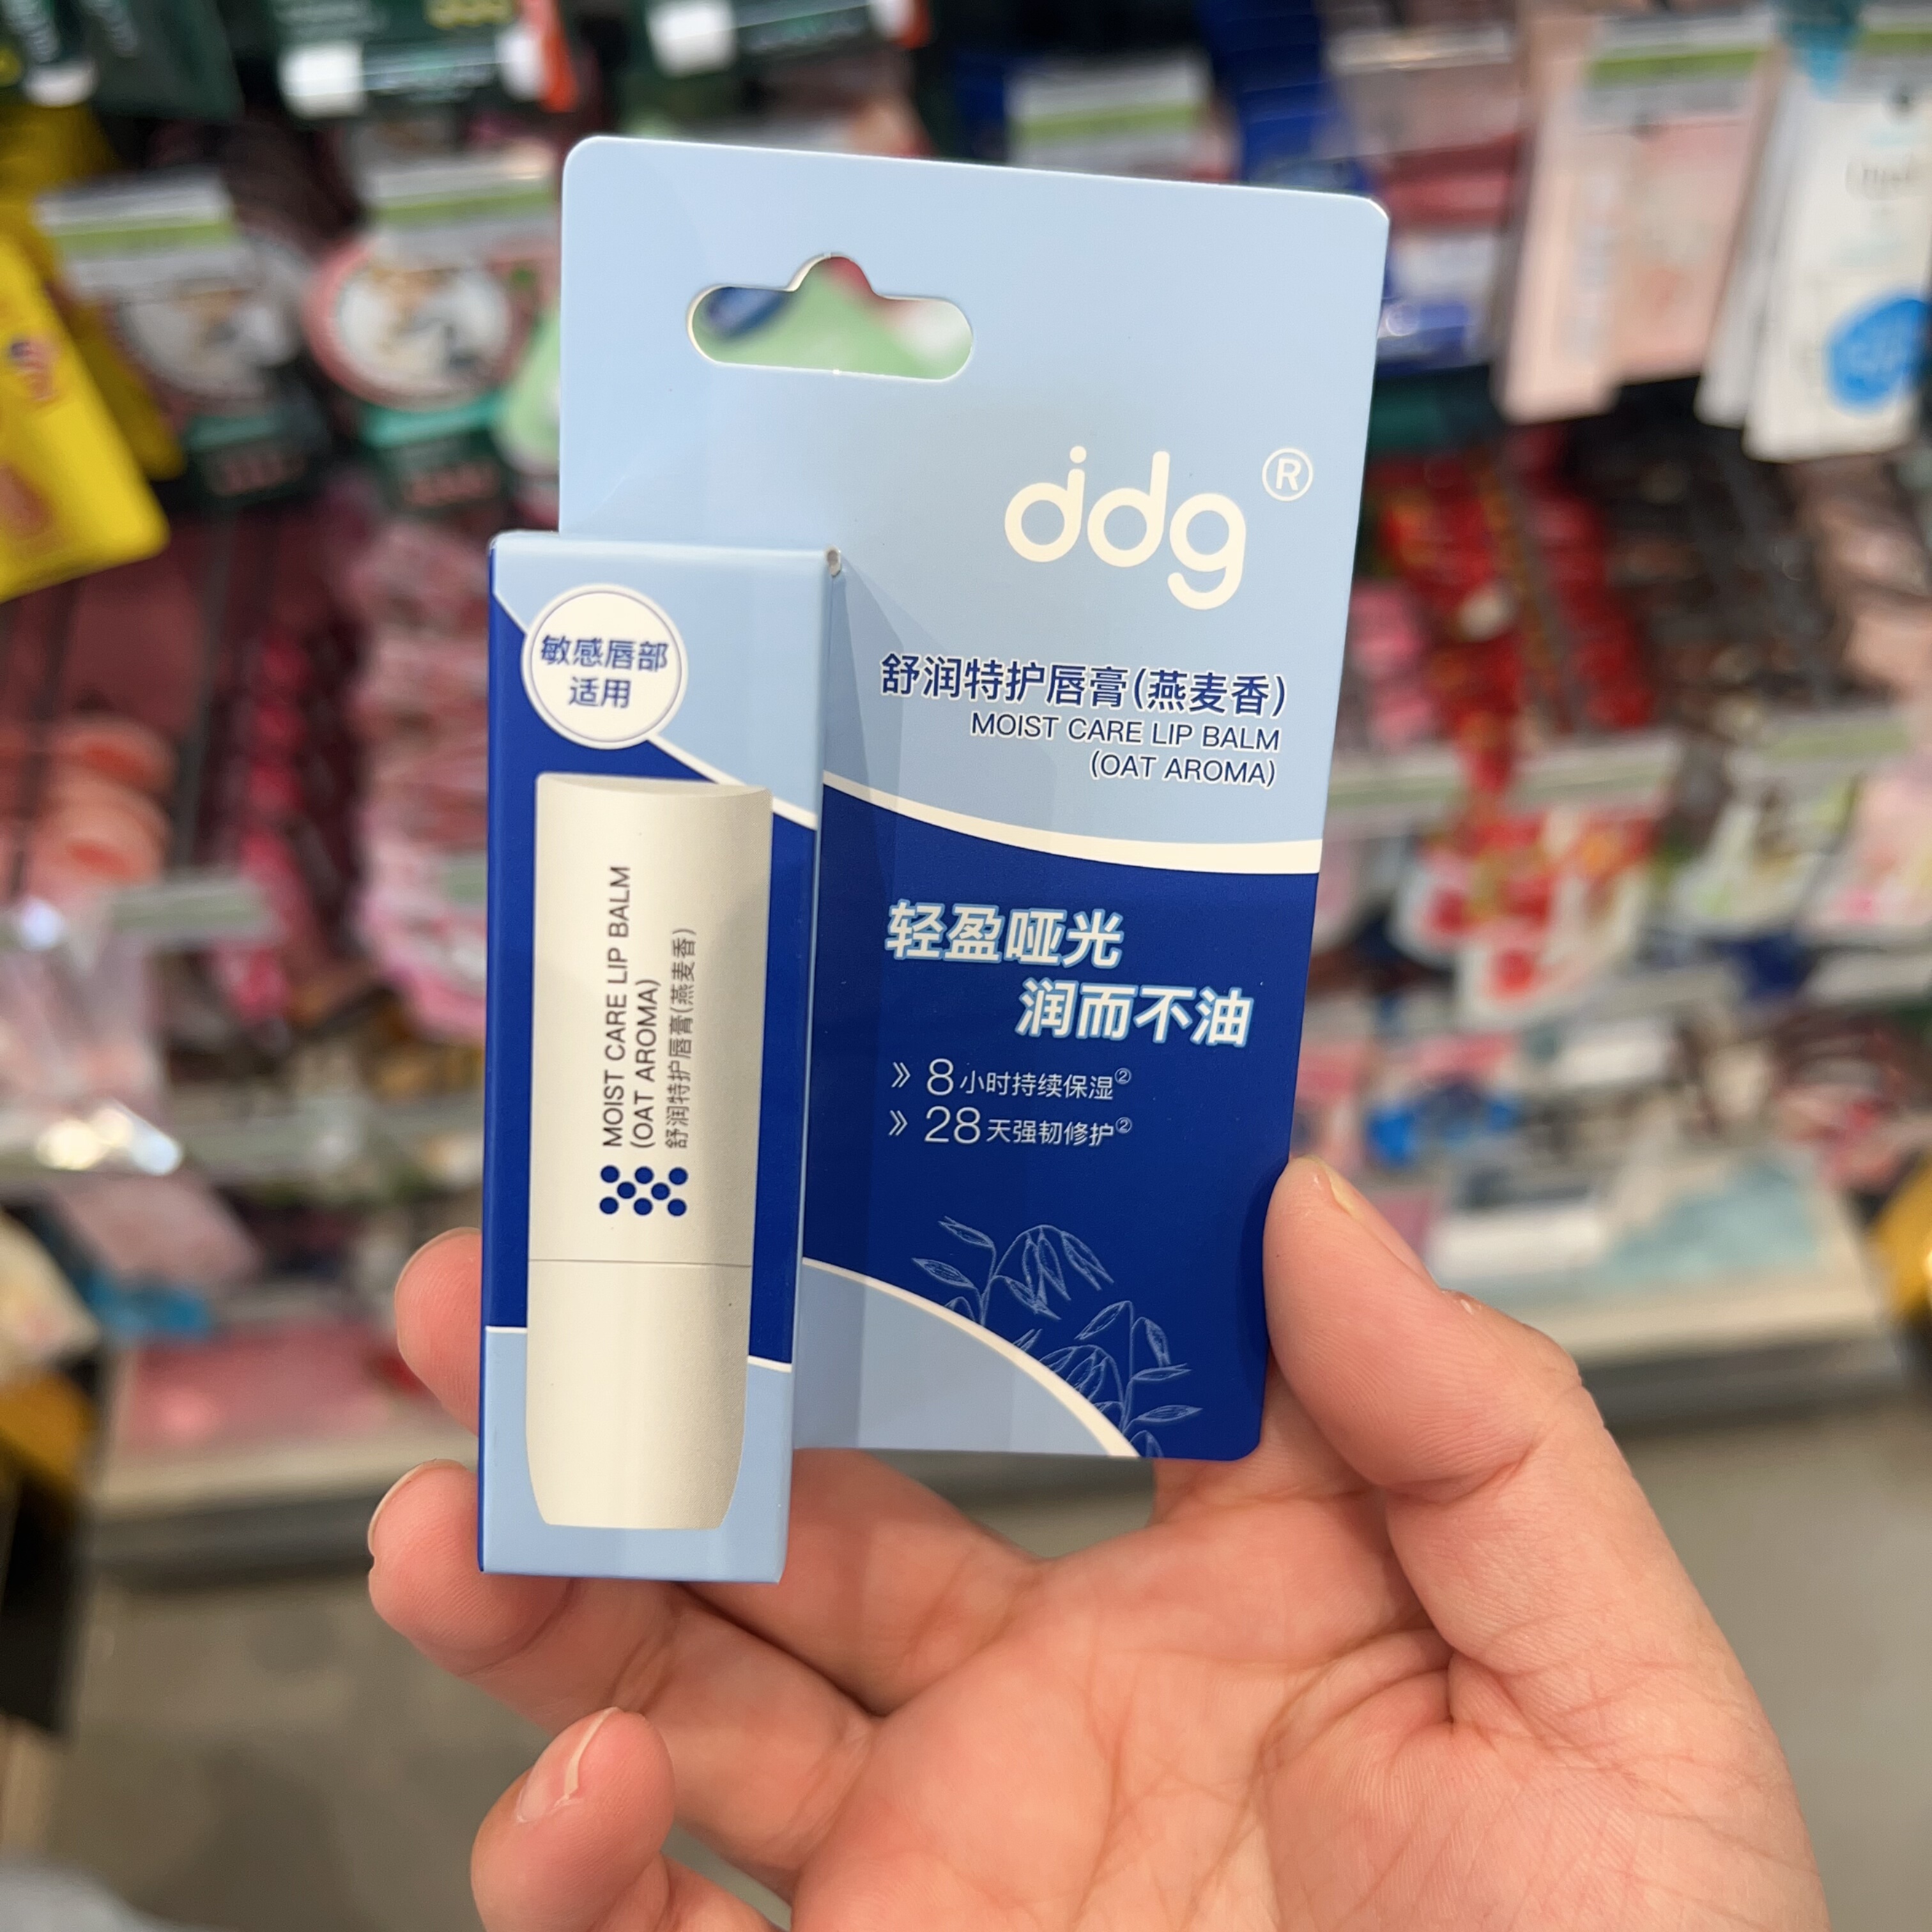 ddg®
舒润特护唇膏(燕麦香)
MOIST CARE LIP BALM
(OAT AROMA)
敏感唇部
适用
轻盈哑光
润而不油
» 8小时持续保湿②
» 28天强韧修护②
MOIST CARE LIP BALM
(OAT AROMA)
舒润特护唇膏(燕麦香)